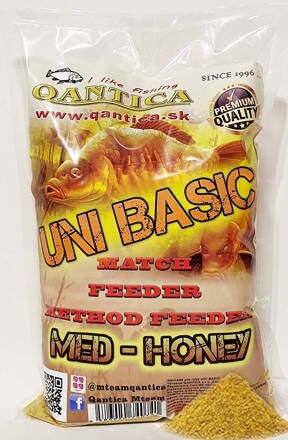 I like fishing
SINCE 1996
QANTICA
www.qantica.sk
PREMIUM
QUALITY
UNI BASIC
MATCH
FEEDER
METHOD FEEDER
MED - HONEY
@mteamqantica
Qantica Mteam